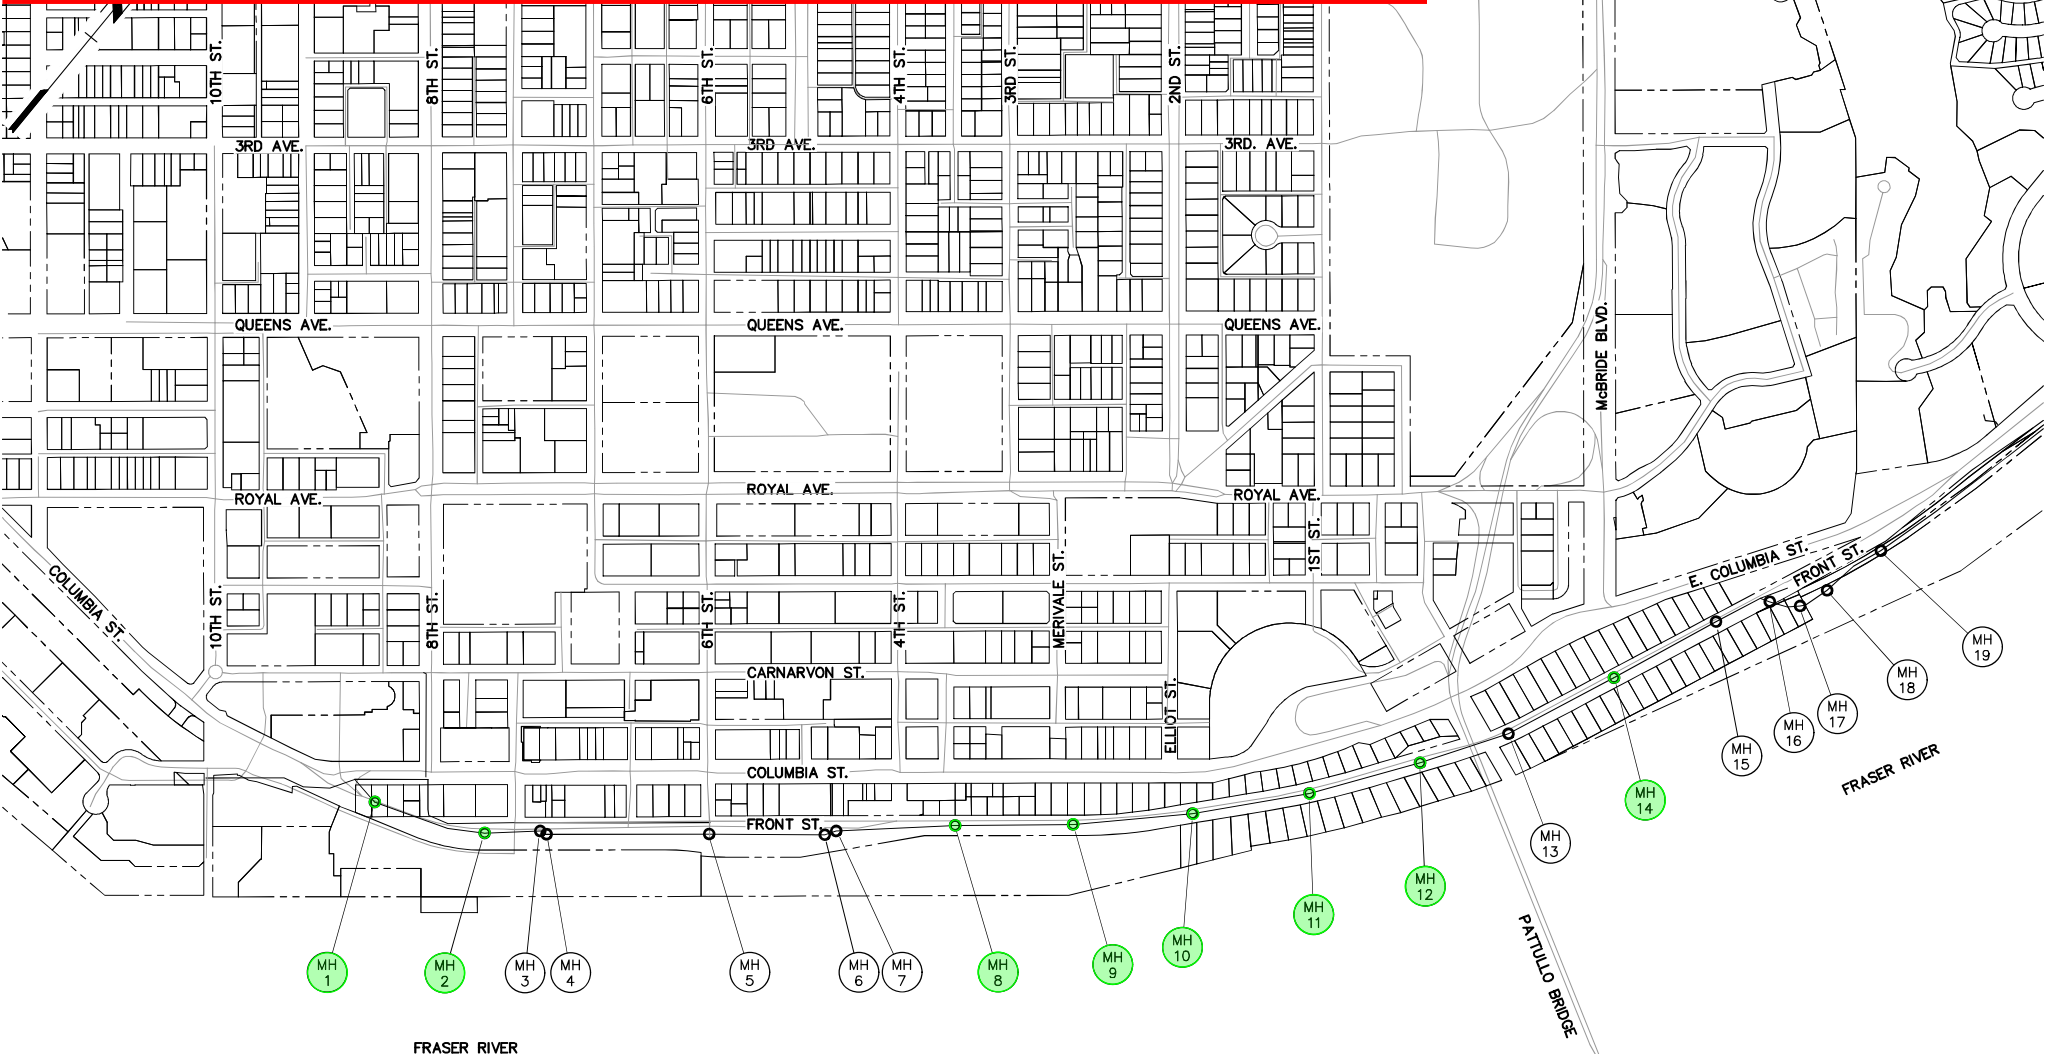 10TH ST.
8TH ST.
6TH ST.
4TH ST.
3RD ST.
2ND ST.
3RD AVE.
3RD AVE.
3RD. AVE.
QUEENS AVE.
QUEENS AVE.
QUEENS AVE.
McBRIDE BLVD.
ROYAL AVE.
ROYAL AVE.
ROYAL AVE.
1ST ST.
COLUMBIA ST.
10TH ST.
8TH ST.
6TH ST.
4TH ST.
MERIVALE ST.
E. COLUMBIA ST.
FRONT ST.
CARNARVON ST.
ELLIOT ST.
COLUMBIA ST.
FRONT ST.
MH
19
MH
18
MH
17
MH
16
MH
15
MH
14
MH
13
MH
12
MH
11
MH
10
MH
9
MH
8
MH
7
MH
6
MH
5
MH
4
MH
3
MH
2
MH
1
FRASER RIVER
PATTULLO BRIDGE
FRASER RIVER